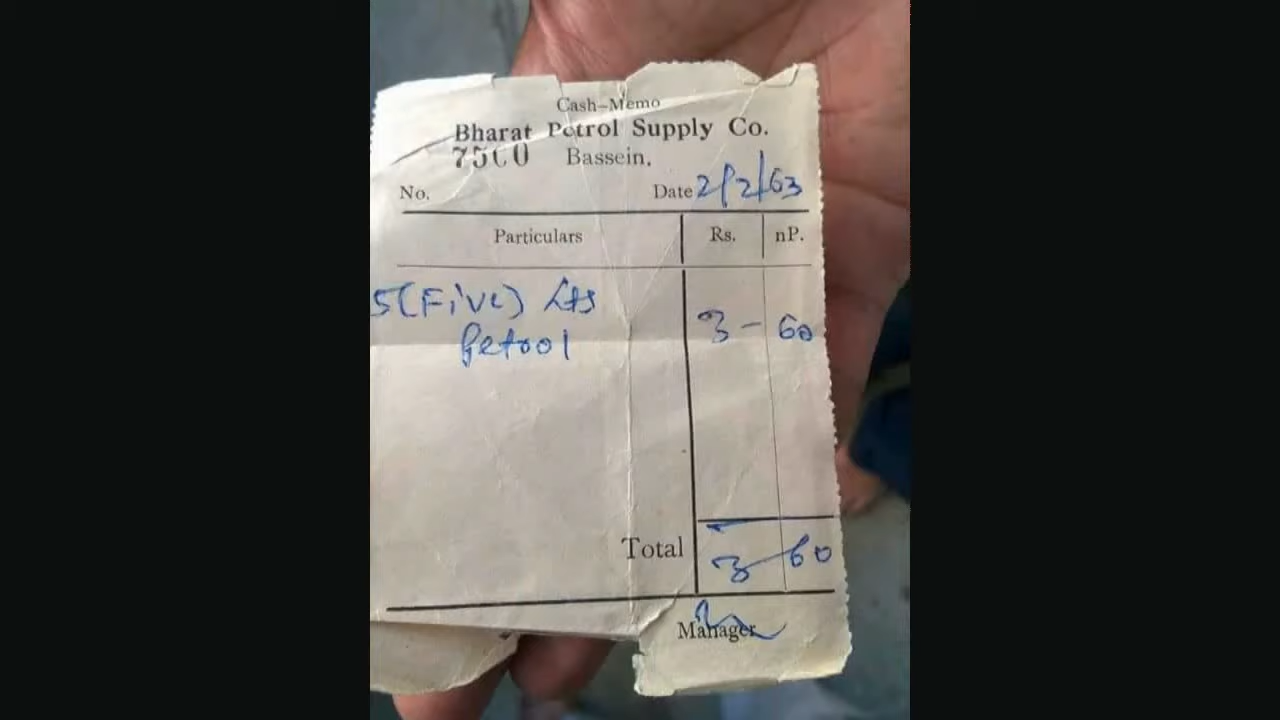 Cash-Memo
Bharat Petrol Supply Co.
7500 Bassein.
No. Date 2/2/63
Particulars Rs. nP.
5(Five) Lts
Petrol 3 - 60
Total 3 - 60
Manager